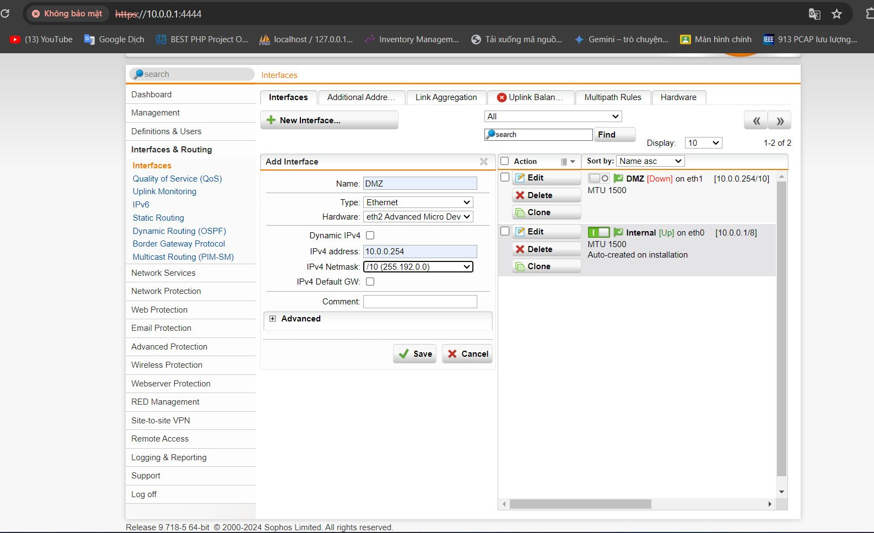 Không bảo mật
https://10.0.0.1:4444
(13) YouTube
Google Dịch
BEST PHP Project O...
localhost / 127.0.0.1...
Inventory Managem...
Tải xuống mã nguồ...
Gemini – trò chuyện...
Màn hình chính
IEEE 913 PCAP lưu lượng...
search
Interfaces
Dashboard
Management
Definitions & Users
Interfaces & Routing
Interfaces
Quality of Service (QoS)
Uplink Monitoring
IPv6
Static Routing
Dynamic Routing (OSPF)
Border Gateway Protocol
Multicast Routing (PIM-SM)
Network Services
Network Protection
Web Protection
Email Protection
Advanced Protection
Wireless Protection
Webserver Protection
RED Management
Site-to-site VPN
Remote Access
Logging & Reporting
Support
Log off
Interfaces
Additional Addre...
Link Aggregation
Uplink Balan...
Multipath Rules
Hardware
New Interface...
All
search
Find
Display: 10
1-2 of 2
Add Interface
Name: DMZ
Type: Ethernet
Hardware: eth2 Advanced Micro Dev
Dynamic IPv4
IPv4 address: 10.0.0.254
IPv4 Netmask: /10 (255.192.0.0)
IPv4 Default GW:
Comment:
Advanced
Save
Cancel
Action
Sort by: Name asc
Edit
Delete
Clone
DMZ [Down] on eth1 [10.0.0.254/10]
MTU 1500
Edit
Delete
Clone
Internal [Up] on eth0 [10.0.0.1/8]
MTU 1500
Auto-created on installation
Release 9.718-5 64-bit © 2000-2024 Sophos Limited. All rights reserved.